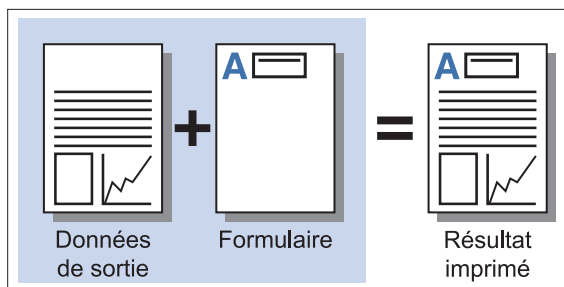 A
+
=
A
Données
de sortie
Formulaire
Résultat
imprimé